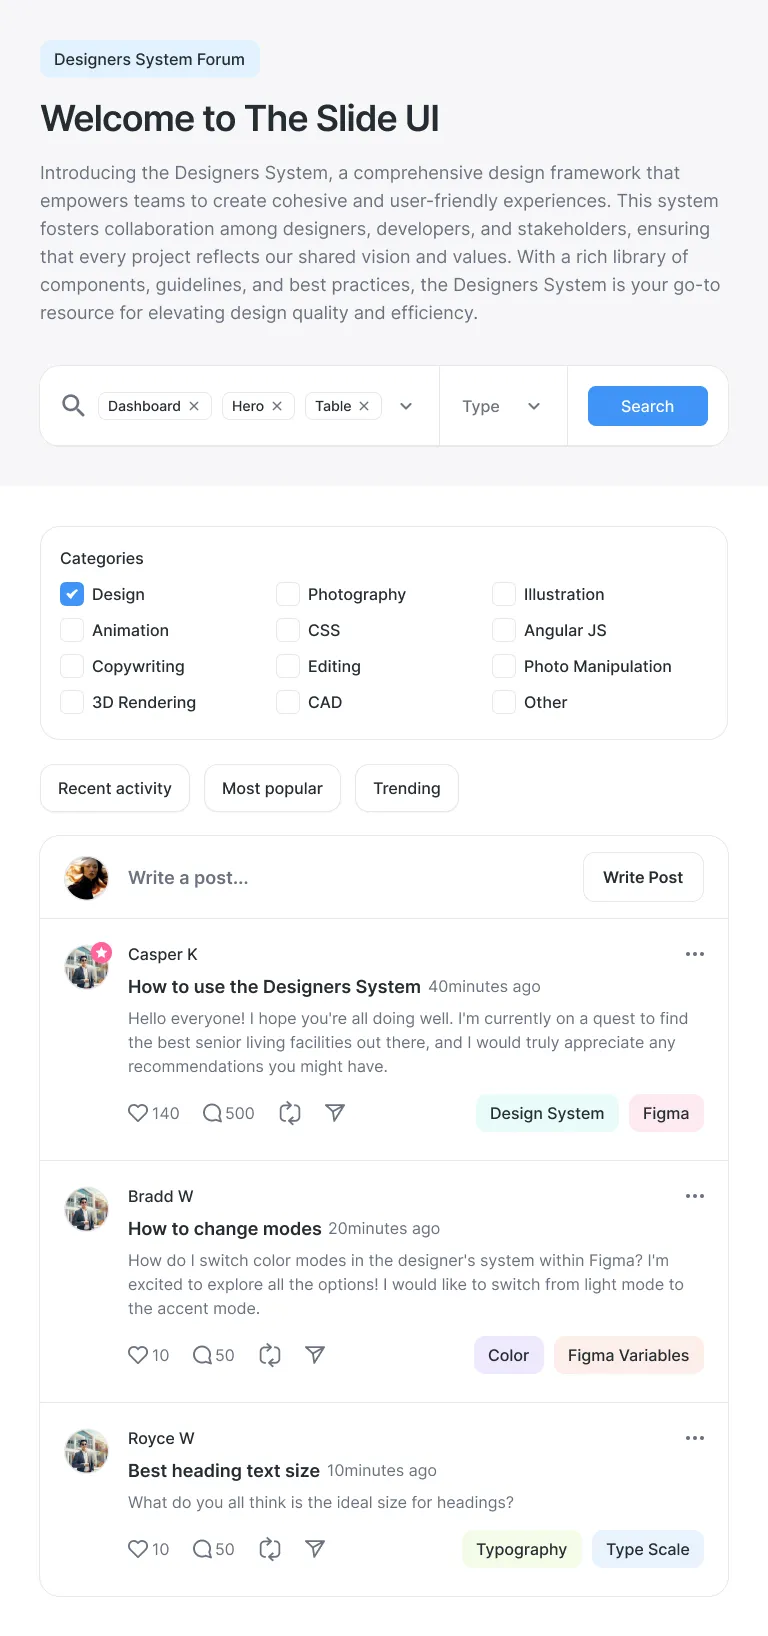 Designers System Forum
Welcome to The Slide UI
Introducing the Designers System, a comprehensive design framework that
empowers teams to create cohesive and user-friendly experiences. This system
fosters collaboration among designers, developers, and stakeholders, ensuring
that every project reflects our shared vision and values. With a rich library of
components, guidelines, and best practices, the Designers System is your go-to
resource for elevating design quality and efficiency.
Dashboard Hero Table Type Search
Categories
Design Photography Illustration
Animation CSS Angular JS
Copywriting Editing Photo Manipulation
3D Rendering CAD Other
Recent activity Most popular Trending
Write a post... Write Post
Casper K
How to use the Designers System 40minutes ago
Hello everyone! I hope you're all doing well. I'm currently on a quest to find
the best senior living facilities out there, and I would truly appreciate any
recommendations you might have.
140 500 Design System Figma
Bradd W
How to change modes 20minutes ago
How do I switch color modes in the designer's system within Figma? I'm
excited to explore all the options! I would like to switch from light mode to
the accent mode.
10 50 Color Figma Variables
Royce W
Best heading text size 10minutes ago
What do you all think is the ideal size for headings?
10 50 Typography Type Scale